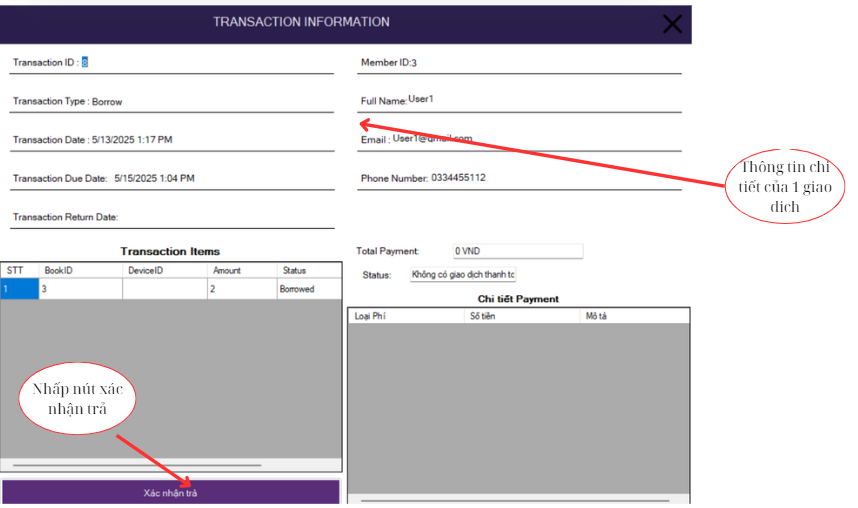 TRANSACTION INFORMATION
Transaction ID : 8
Member ID:3
Transaction Type : Borrow
Full Name: User1
Transaction Date : 5/13/2025 1:17 PM
Email : User1@gmail.com
Transaction Due Date: 5/15/2025 1:04 PM
Phone Number: 0334455112
Transaction Return Date:
Thông tin chi
tiết của 1 giao
dich
Transaction Items
STT BookID DeviceID Amount Status
1 3 2 Borrowed
Total Payment: 0 VND
Status: Không có giao dịch thanh to
Chi tiết Payment
Loại Phí Số tiền Mô tả
Nhấp nút xác
nhận trả
Xác nhận trả